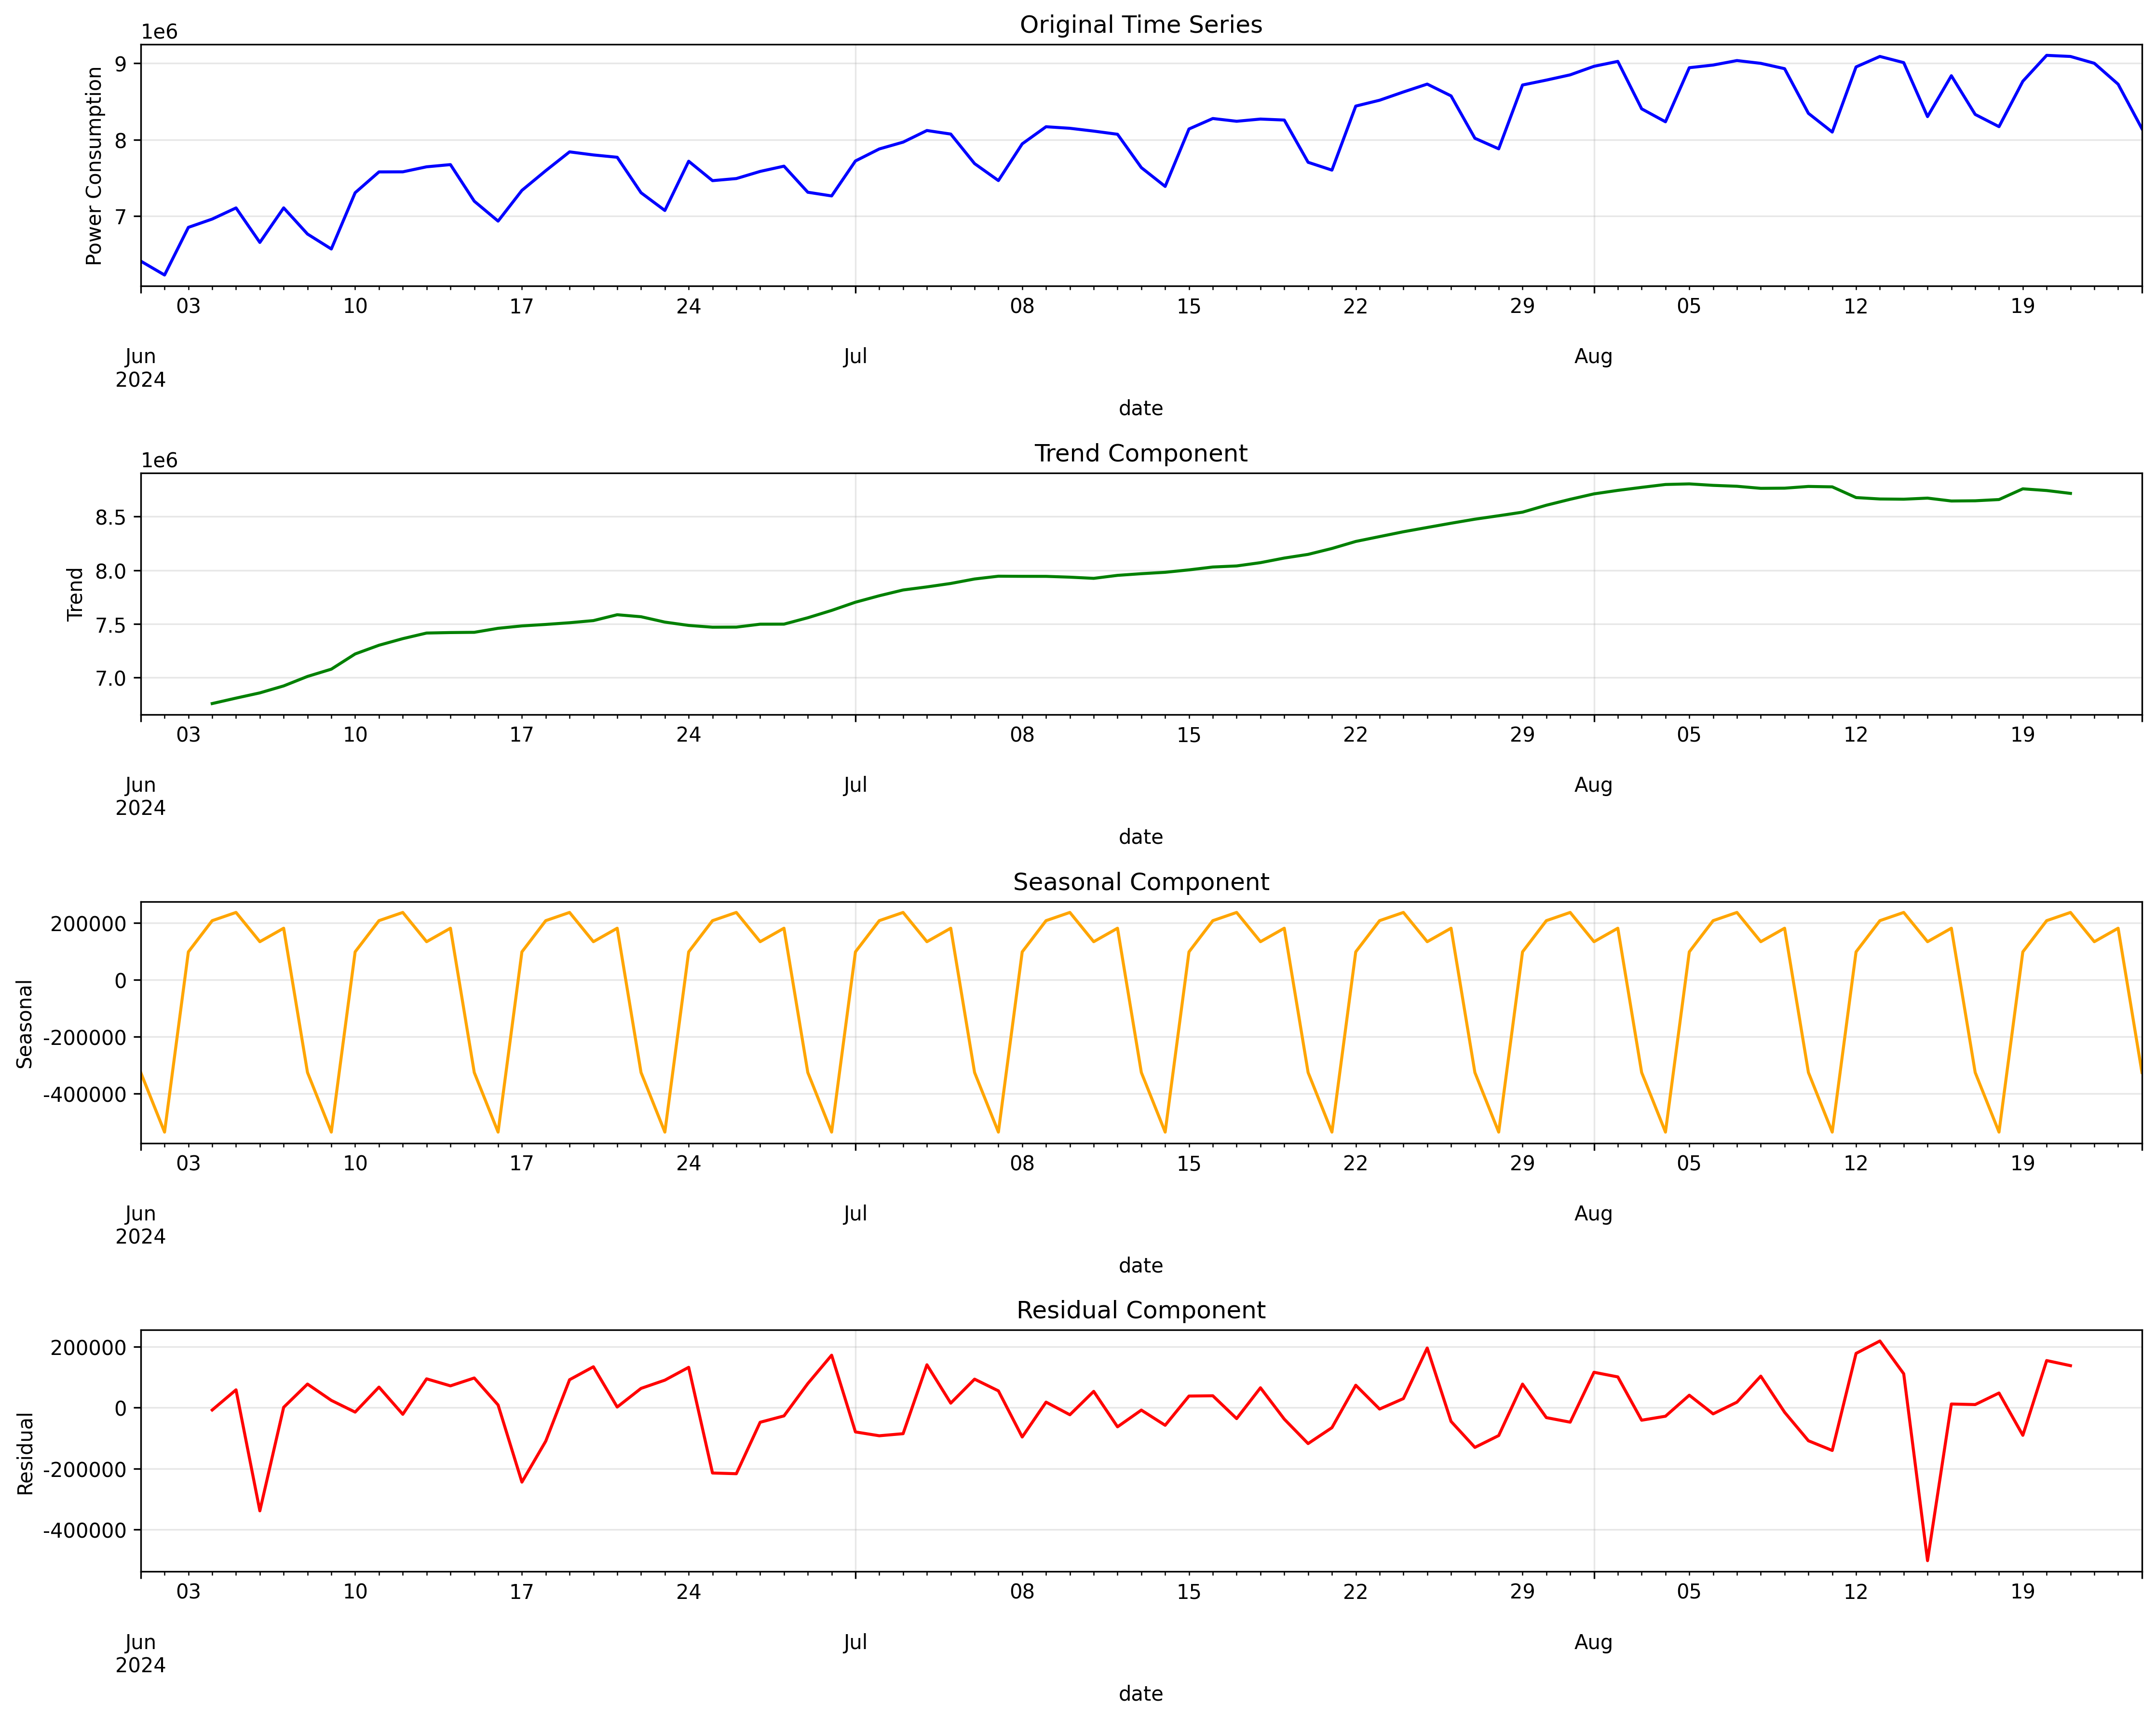 Original Time Series
1e6
9
8
7
Power Consumption
03 10 17 24 08 15 22 29 05 12 19
Jun Jul Aug
2024
date
Trend Component
1e6
8.5
8.0
7.5
7.0
Trend
03 10 17 24 08 15 22 29 05 12 19
Jun Jul Aug
2024
date
Seasonal Component
200000
0
-200000
-400000
Seasonal
03 10 17 24 08 15 22 29 05 12 19
Jun Jul Aug
2024
date
Residual Component
200000
0
-200000
-400000
Residual
03 10 17 24 08 15 22 29 05 12 19
Jun Jul Aug
2024
date